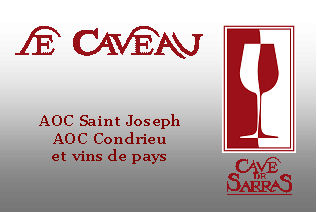 LE CAVEAU
AOC Saint Joseph
AOC Condrieu
et vins de pays
CAVE
DE
SARRAS